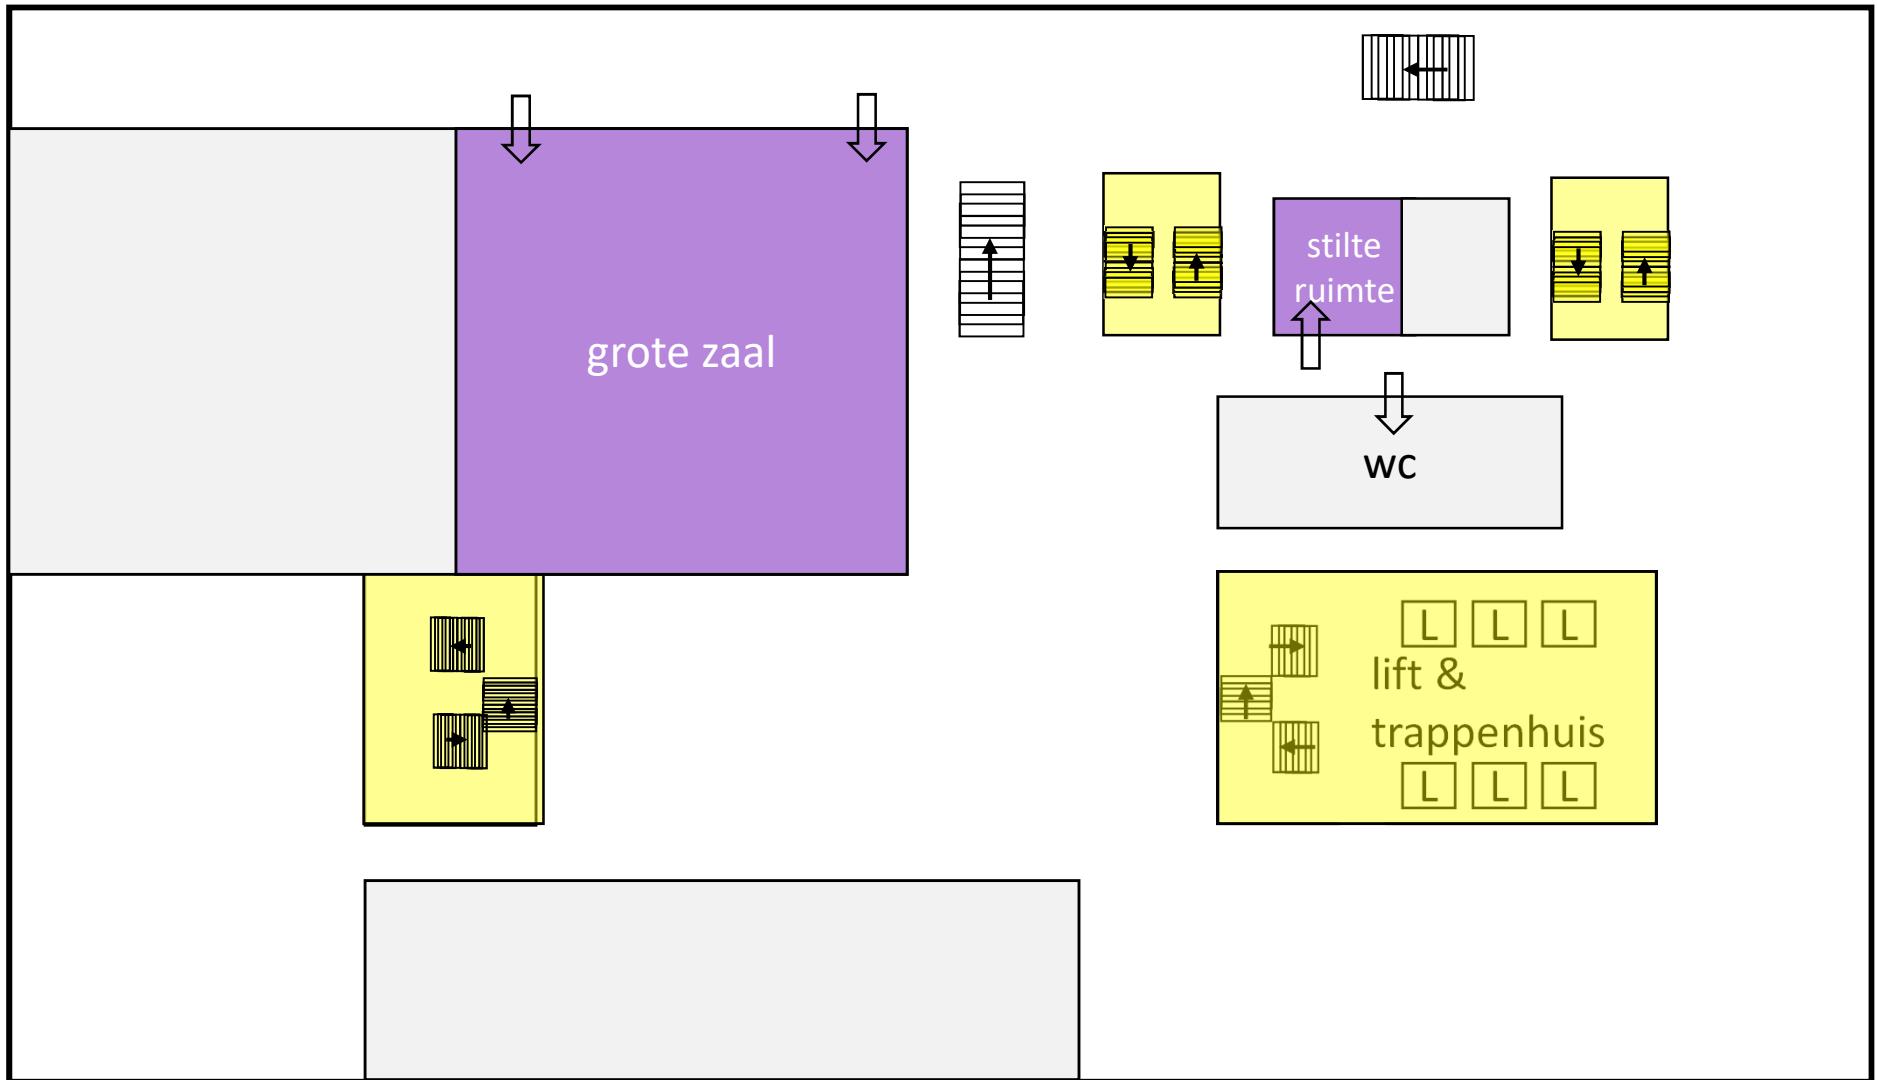 stilte
ruimte
grote zaal
wc
L L L
lift &
trappenhuis
L L L